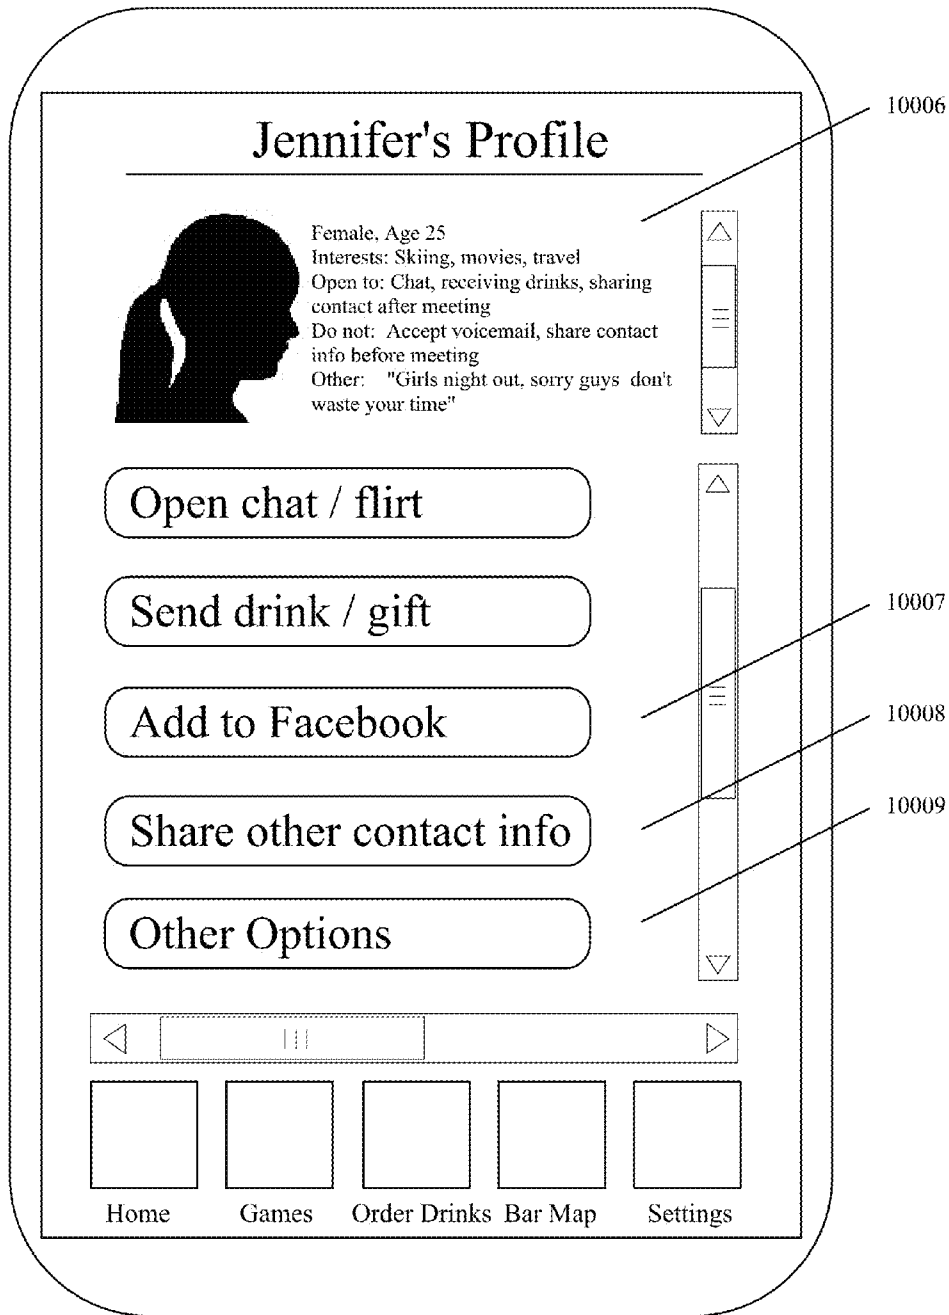 10006
Jennifer's Profile
Female, Age 25
Interests: Skiing, movies, travel
Open to: Chat, receiving drinks, sharing
contact after meeting
Do not: Accept voicemail, share contact
info before meeting
Other: "Girls night out, sorry guys don't
waste your time"
Open chat / flirt
Send drink / gift
10007
Add to Facebook
10008
Share other contact info
10009
Other Options
Home Games Order Drinks Bar Map Settings